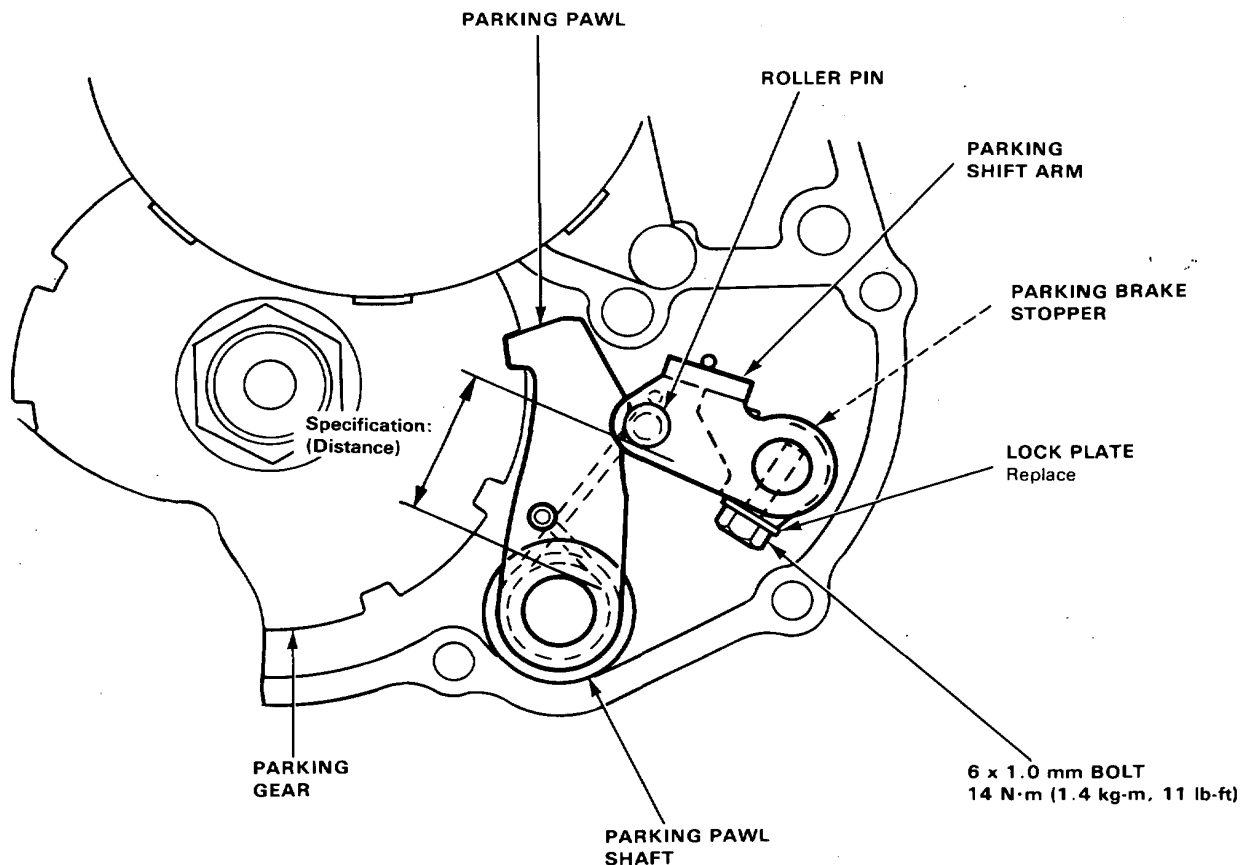 PARKING PAWL
ROLLER PIN
PARKING
SHIFT ARM
PARKING BRAKE
STOPPER
Specification:
(Distance)
LOCK PLATE
Replace
PARKING
GEAR
6 x 1.0 mm BOLT
14 N·m (1.4 kg-m, 11 lb-ft)
PARKING PAWL
SHAFT